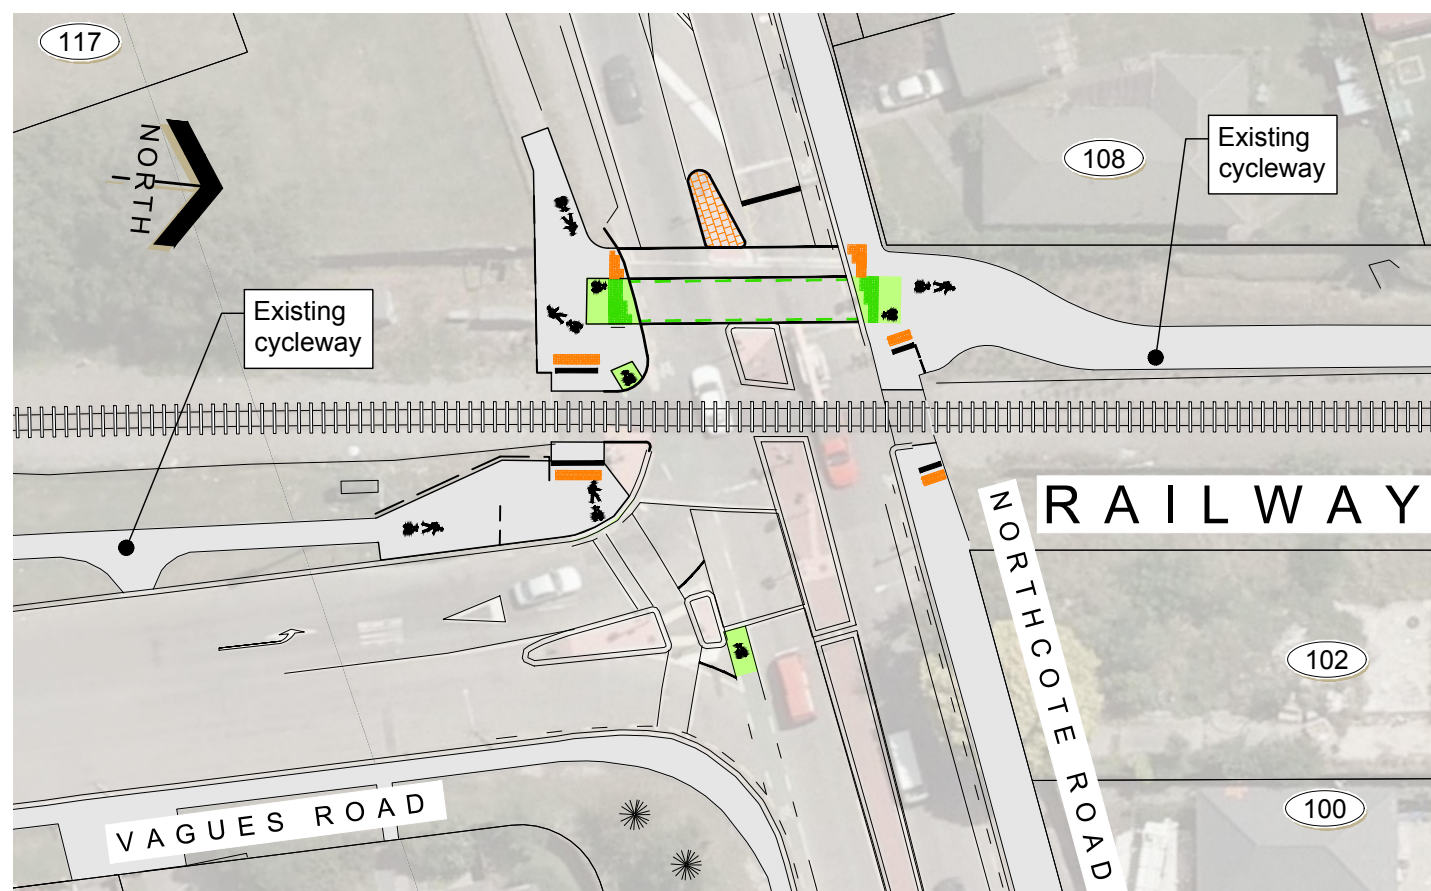 117
NORTH
Existing
cycleway
108
Existing
cycleway
RAILWAY
NORTHCOTE ROAD
102
100
VAGUES ROAD